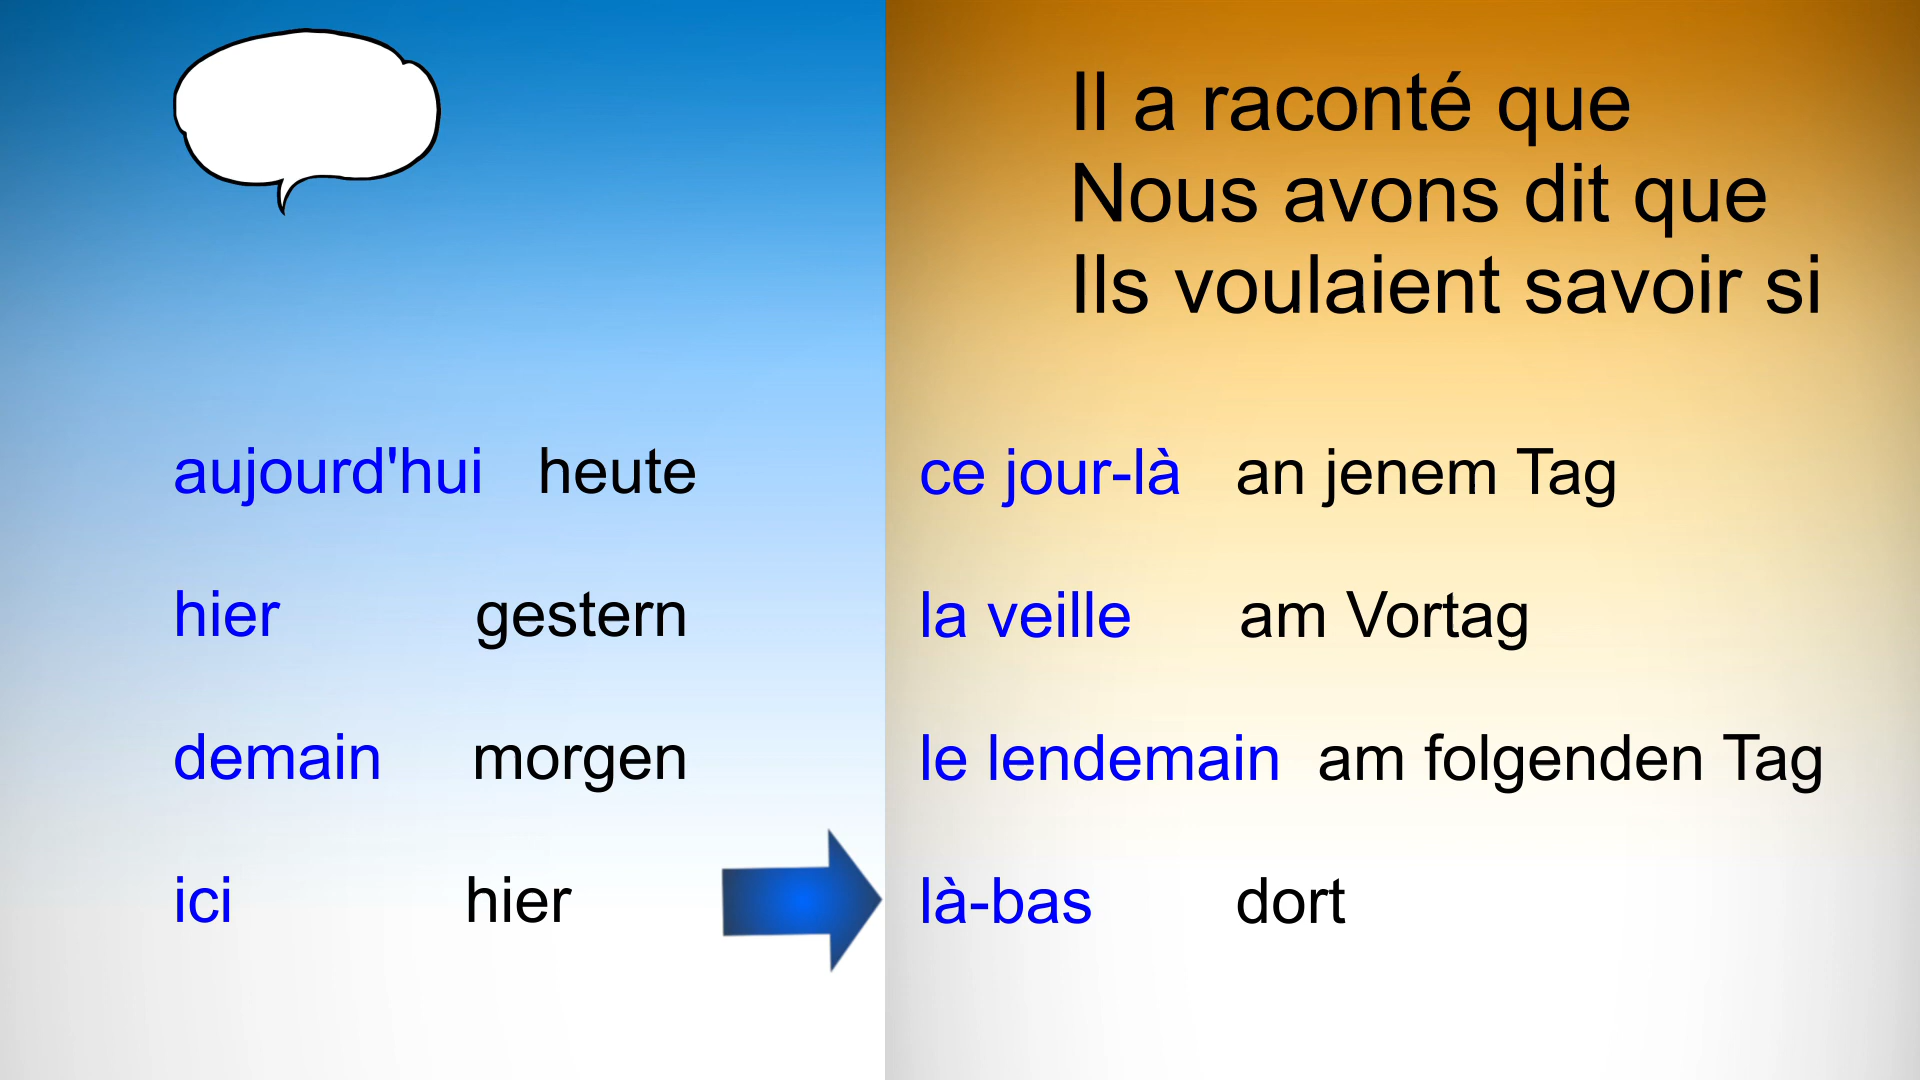 Il a raconté que
Nous avons dit que
Ils voulaient savoir si
aujourd'hui heute
ce jour-là an jenem Tag
hier gestern
la veille am Vortag
demain morgen
le lendemain am folgenden Tag
ici hier
là-bas dort